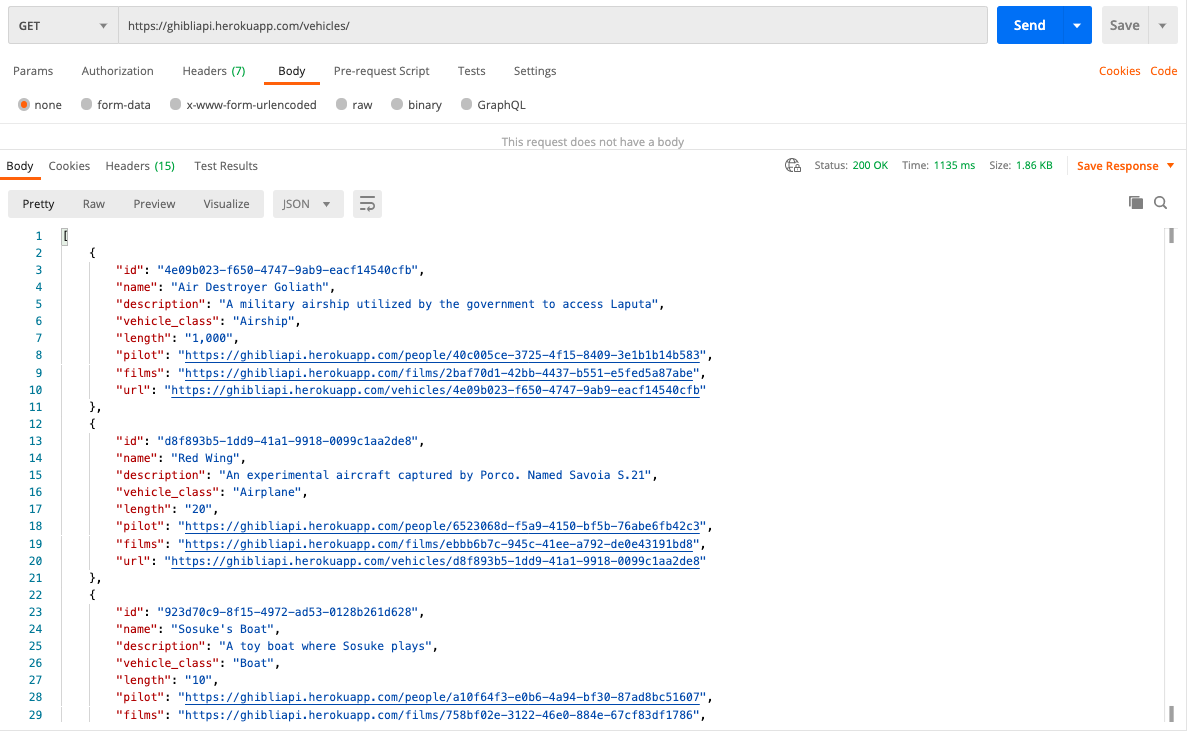 GET https://ghibliapi.herokuapp.com/vehicles/ Send Save
Params Authorization Headers (7) Body Pre-request Script Tests Settings Cookies Code
none form-data x-www-form-urlencoded raw binary GraphQL
This request does not have a body
Body Cookies Headers (15) Test Results Status: 200 OK Time: 1135 ms Size: 1.86 KB Save Response
Pretty Raw Preview Visualize JSON
1 [
2 {
3 "id": "4e09b023-f650-4747-9ab9-eacf14540cfb",
4 "name": "Air Destroyer Goliath",
5 "description": "A military airship utilized by the government to access Laputa",
6 "vehicle_class": "Airship",
7 "length": "1,000",
8 "pilot": "https://ghibliapi.herokuapp.com/people/40c005ce-3725-4f15-8409-3e1b1b14b583",
9 "films": "https://ghibliapi.herokuapp.com/films/2baf70d1-42bb-4437-b551-e5fed5a87abe",
10 "url": "https://ghibliapi.herokuapp.com/vehicles/4e09b023-f650-4747-9ab9-eacf14540cfb"
11 },
12 {
13 "id": "d8f893b5-1dd9-41a1-9918-0099c1aa2de8",
14 "name": "Red Wing",
15 "description": "An experimental aircraft captured by Porco. Named Savoia S.21",
16 "vehicle_class": "Airplane",
17 "length": "20",
18 "pilot": "https://ghibliapi.herokuapp.com/people/6523068d-f5a9-4150-bf5b-76abe6fb42c3",
19 "films": "https://ghibliapi.herokuapp.com/films/ebbb6b7c-945c-41ee-a792-de0e43191bd8",
20 "url": "https://ghibliapi.herokuapp.com/vehicles/d8f893b5-1dd9-41a1-9918-0099c1aa2de8"
21 },
22 {
23 "id": "923d70c9-8f15-4972-ad53-0128b261d628",
24 "name": "Sosuke's Boat",
25 "description": "A toy boat where Sosuke plays",
26 "vehicle_class": "Boat",
27 "length": "10",
28 "pilot": "https://ghibliapi.herokuapp.com/people/a10f64f3-e0b6-4a94-bf30-87ad8bc51607",
29 "films": "https://ghibliapi.herokuapp.com/films/758bf02e-3122-46e0-884e-67cf83df1786",